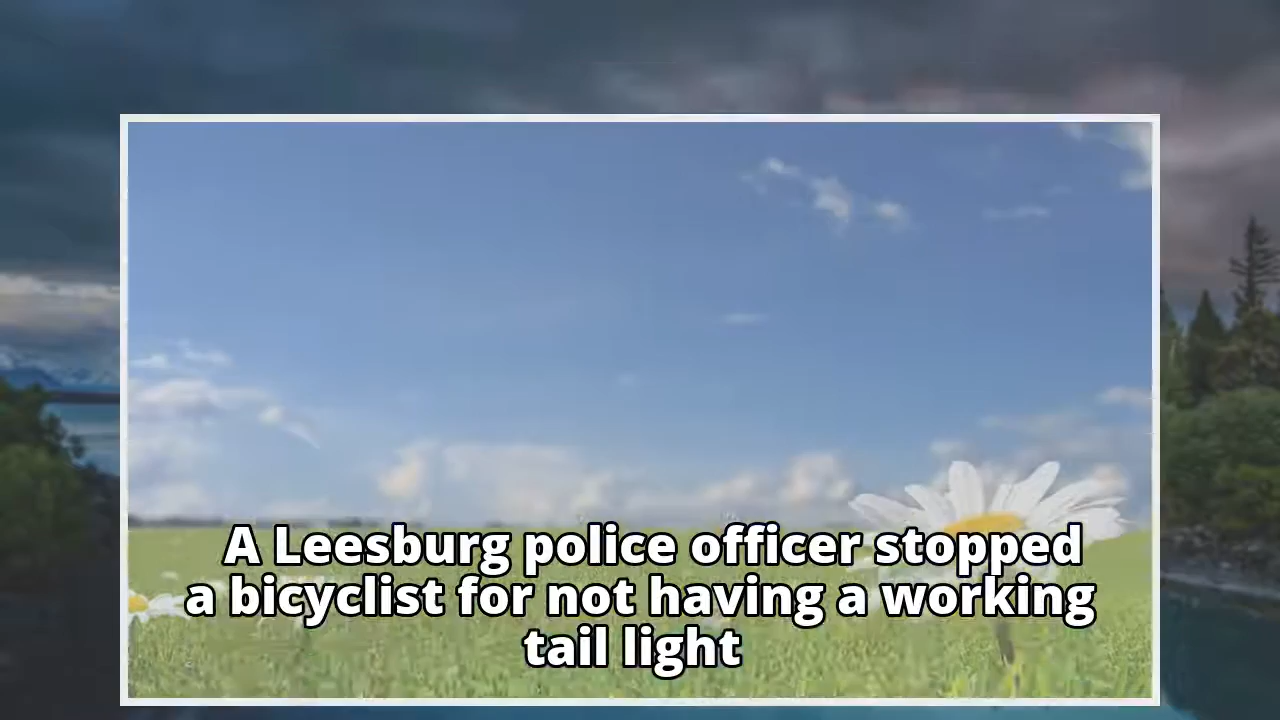 A Leesburg police officer stopped
a bicyclist for not having a working
tail light